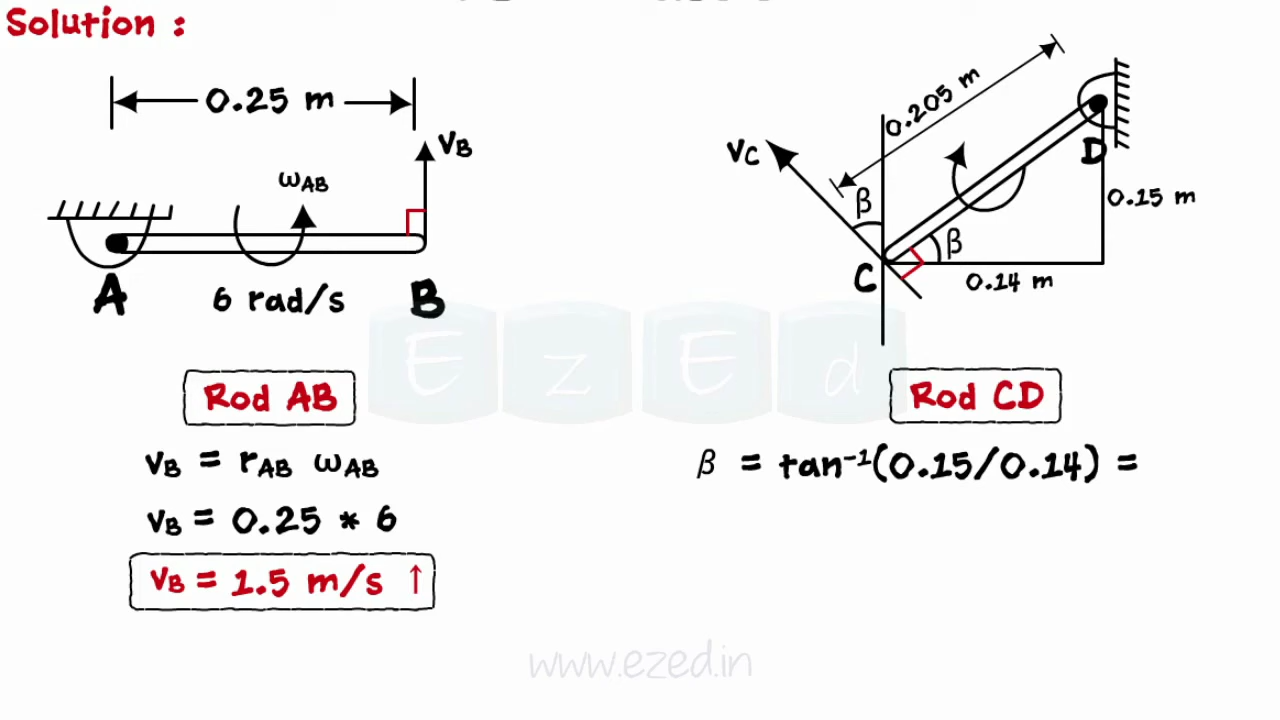 Solution :
0.25 m
VB
ωAB
A
6 rad/s
B
Rod AB
VB = rAB ωAB
VB = 0.25 * 6
VB = 1.5 m/s ↑
0.205 m
VC
β
D
0.15 m
β
C
0.14 m
Rod CD
β = tan⁻¹(0.15/0.14) =
EzEd
www.ezed.in